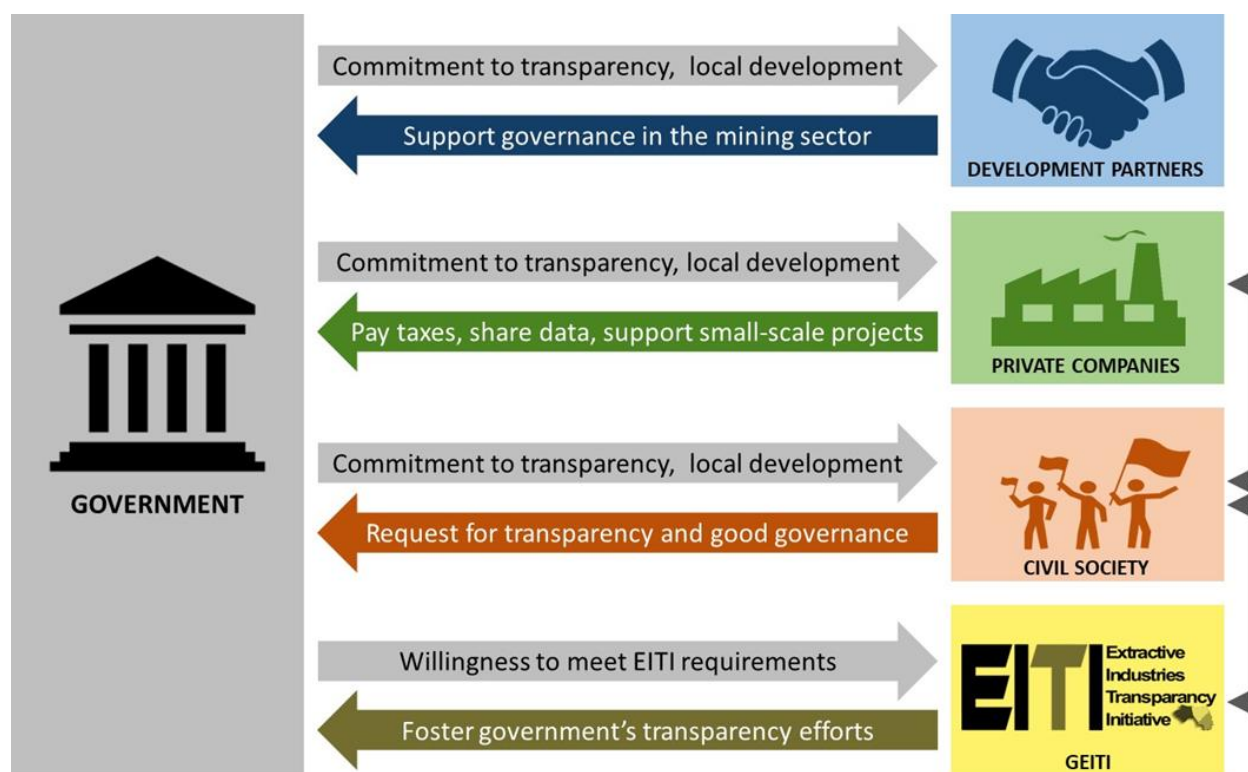 Commitment to transparency, local development
Support governance in the mining sector
DEVELOPMENT PARTNERS
Commitment to transparency, local development
Pay taxes, share data, support small-scale projects
PRIVATE COMPANIES
GOVERNMENT
Commitment to transparency, local development
Request for transparency and good governance
CIVIL SOCIETY
Willingness to meet EITI requirements
Foster government's transparency efforts
EITI
Extractive
Industries
Transparancy
Initiative
GEITI